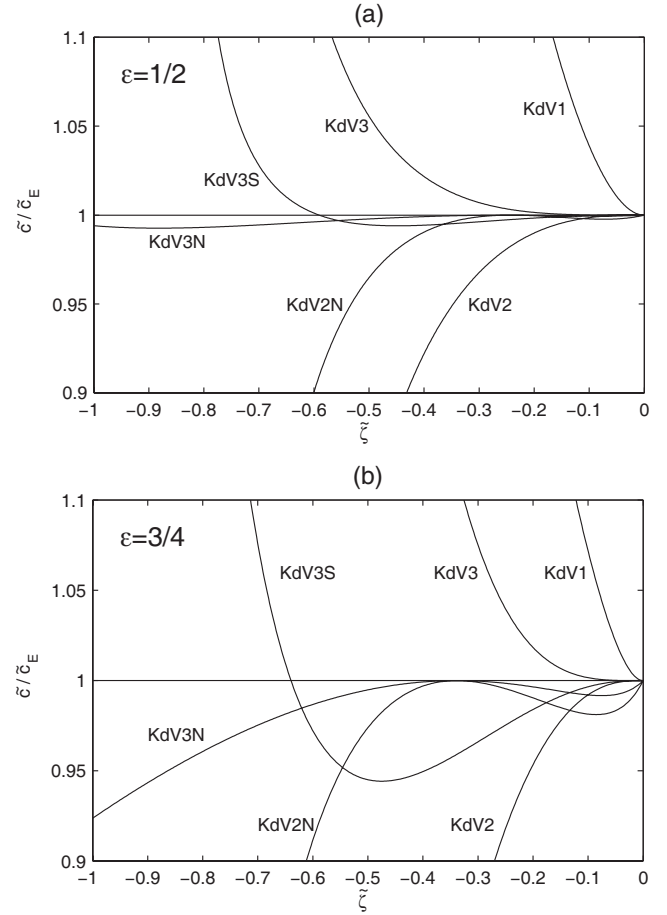 (a)
1.1
ε=1/2
KdV3
KdV1
1.05
KdV3S
c̃ / c̃_E
1
KdV3N
0.95
KdV2N
KdV2
0.9
-1 -0.9 -0.8 -0.7 -0.6 -0.5 -0.4 -0.3 -0.2 -0.1 0
ζ̃
(b)
1.1
ε=3/4
KdV3S
KdV3
KdV1
1.05
c̃ / c̃_E
1
KdV3N
0.95
KdV2N
KdV2
0.9
-1 -0.9 -0.8 -0.7 -0.6 -0.5 -0.4 -0.3 -0.2 -0.1 0
ζ̃